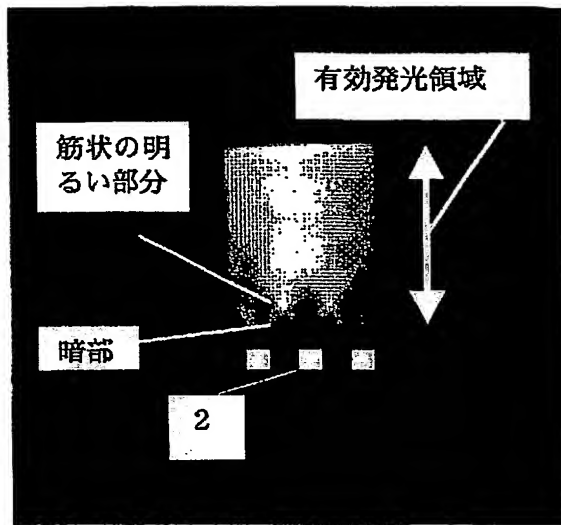 有効発光領域
筋状の明
るい部分
暗部
2